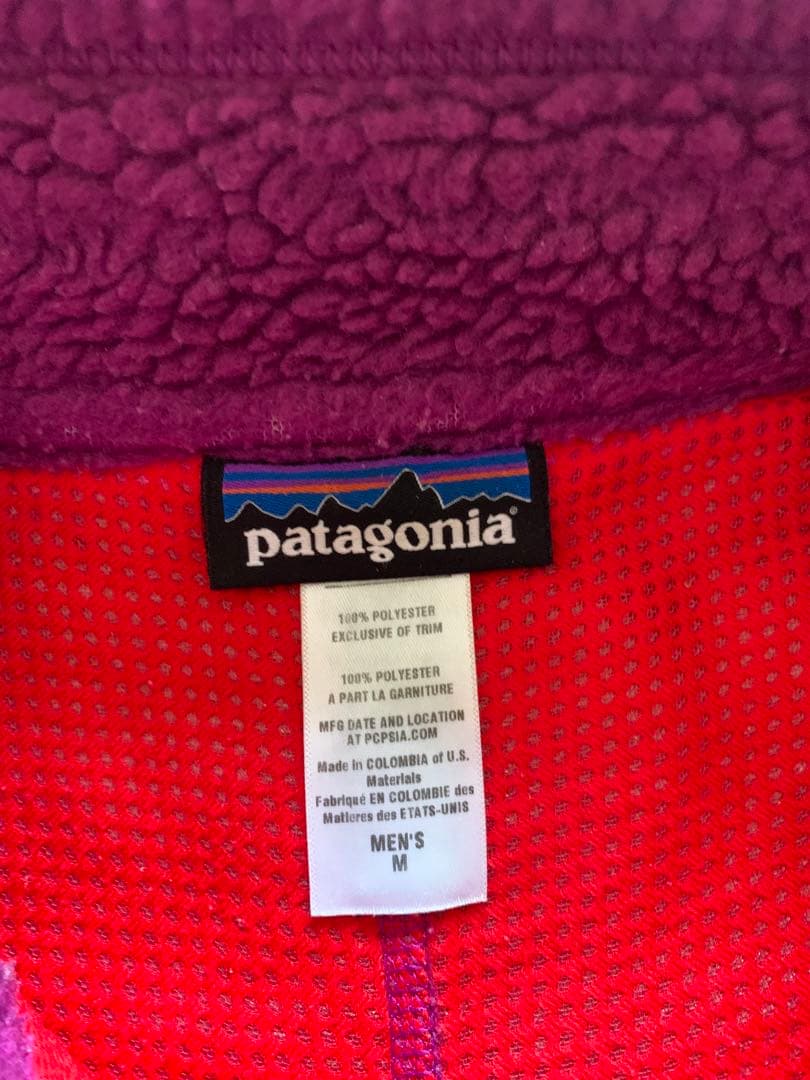 patagonia®
100% POLYESTER
EXCLUSIVE OF TRIM
100% POLYESTER
A PART LA GARNITURE
MFG DATE AND LOCATION
AT PCPSIA.COM
Made in COLOMBIA of U.S.
Materials
Fabriqué EN COLOMBIE des
Matieres des ETATS-UNIS
MEN'S
M